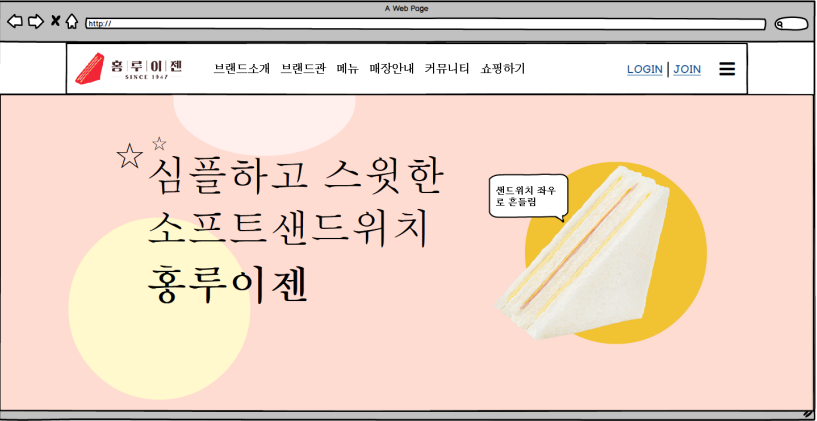 A Web Page
http://
홍루이젠
SINCE 1947
브랜드소개 브랜드관 메뉴 매장안내 커뮤니티 쇼핑하기
LOGIN | JOIN
심플하고 스윗한
소프트샌드위치
홍루이젠
샌드위치 좌우
로 흔들림